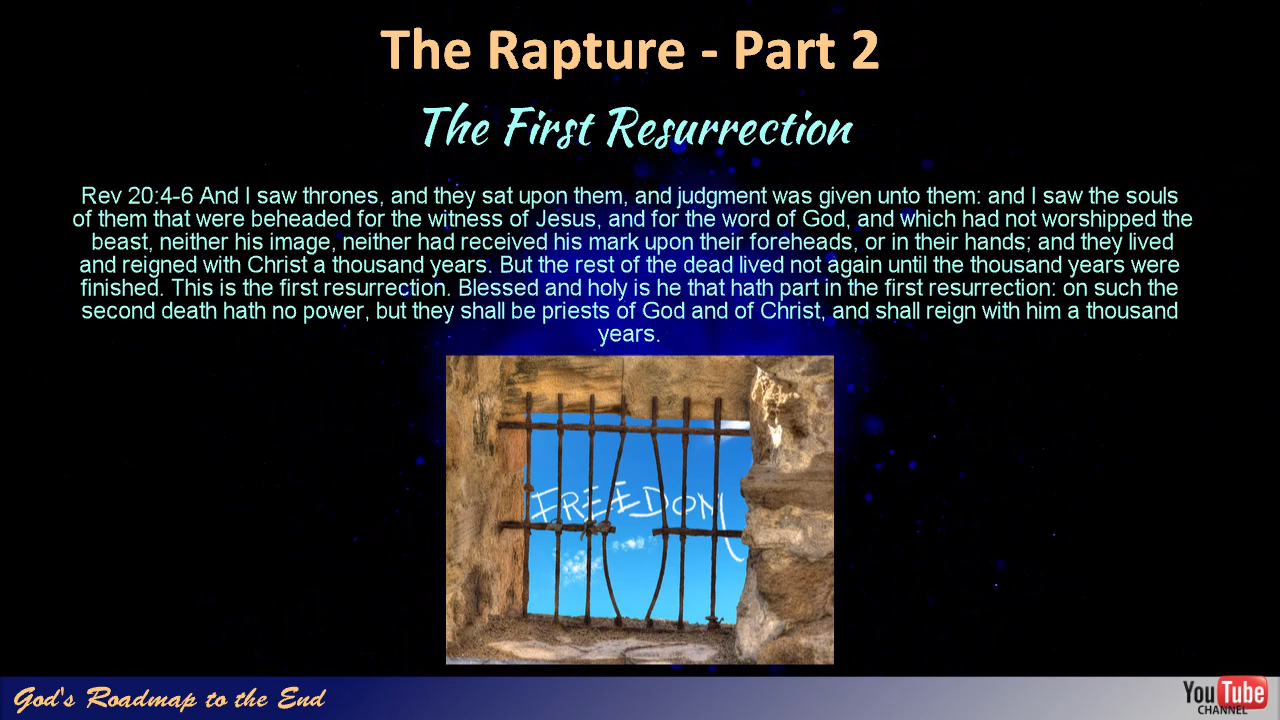 The Rapture - Part 2
The First Resurrection
Rev 20:4-6 And I saw thrones, and they sat upon them, and judgment was given unto them: and I saw the souls
of them that were beheaded for the witness of Jesus, and for the word of God, and which had not worshipped the
beast, neither his image, neither had received his mark upon their foreheads, or in their hands; and they lived
and reigned with Christ a thousand years. But the rest of the dead lived not again until the thousand years were
finished. This is the first resurrection. Blessed and holy is he that hath part in the first resurrection: on such the
second death hath no power, but they shall be priests of God and of Christ, and shall reign with him a thousand
years.
FREEDOM
God's Roadmap to the End
YouTube
CHANNEL